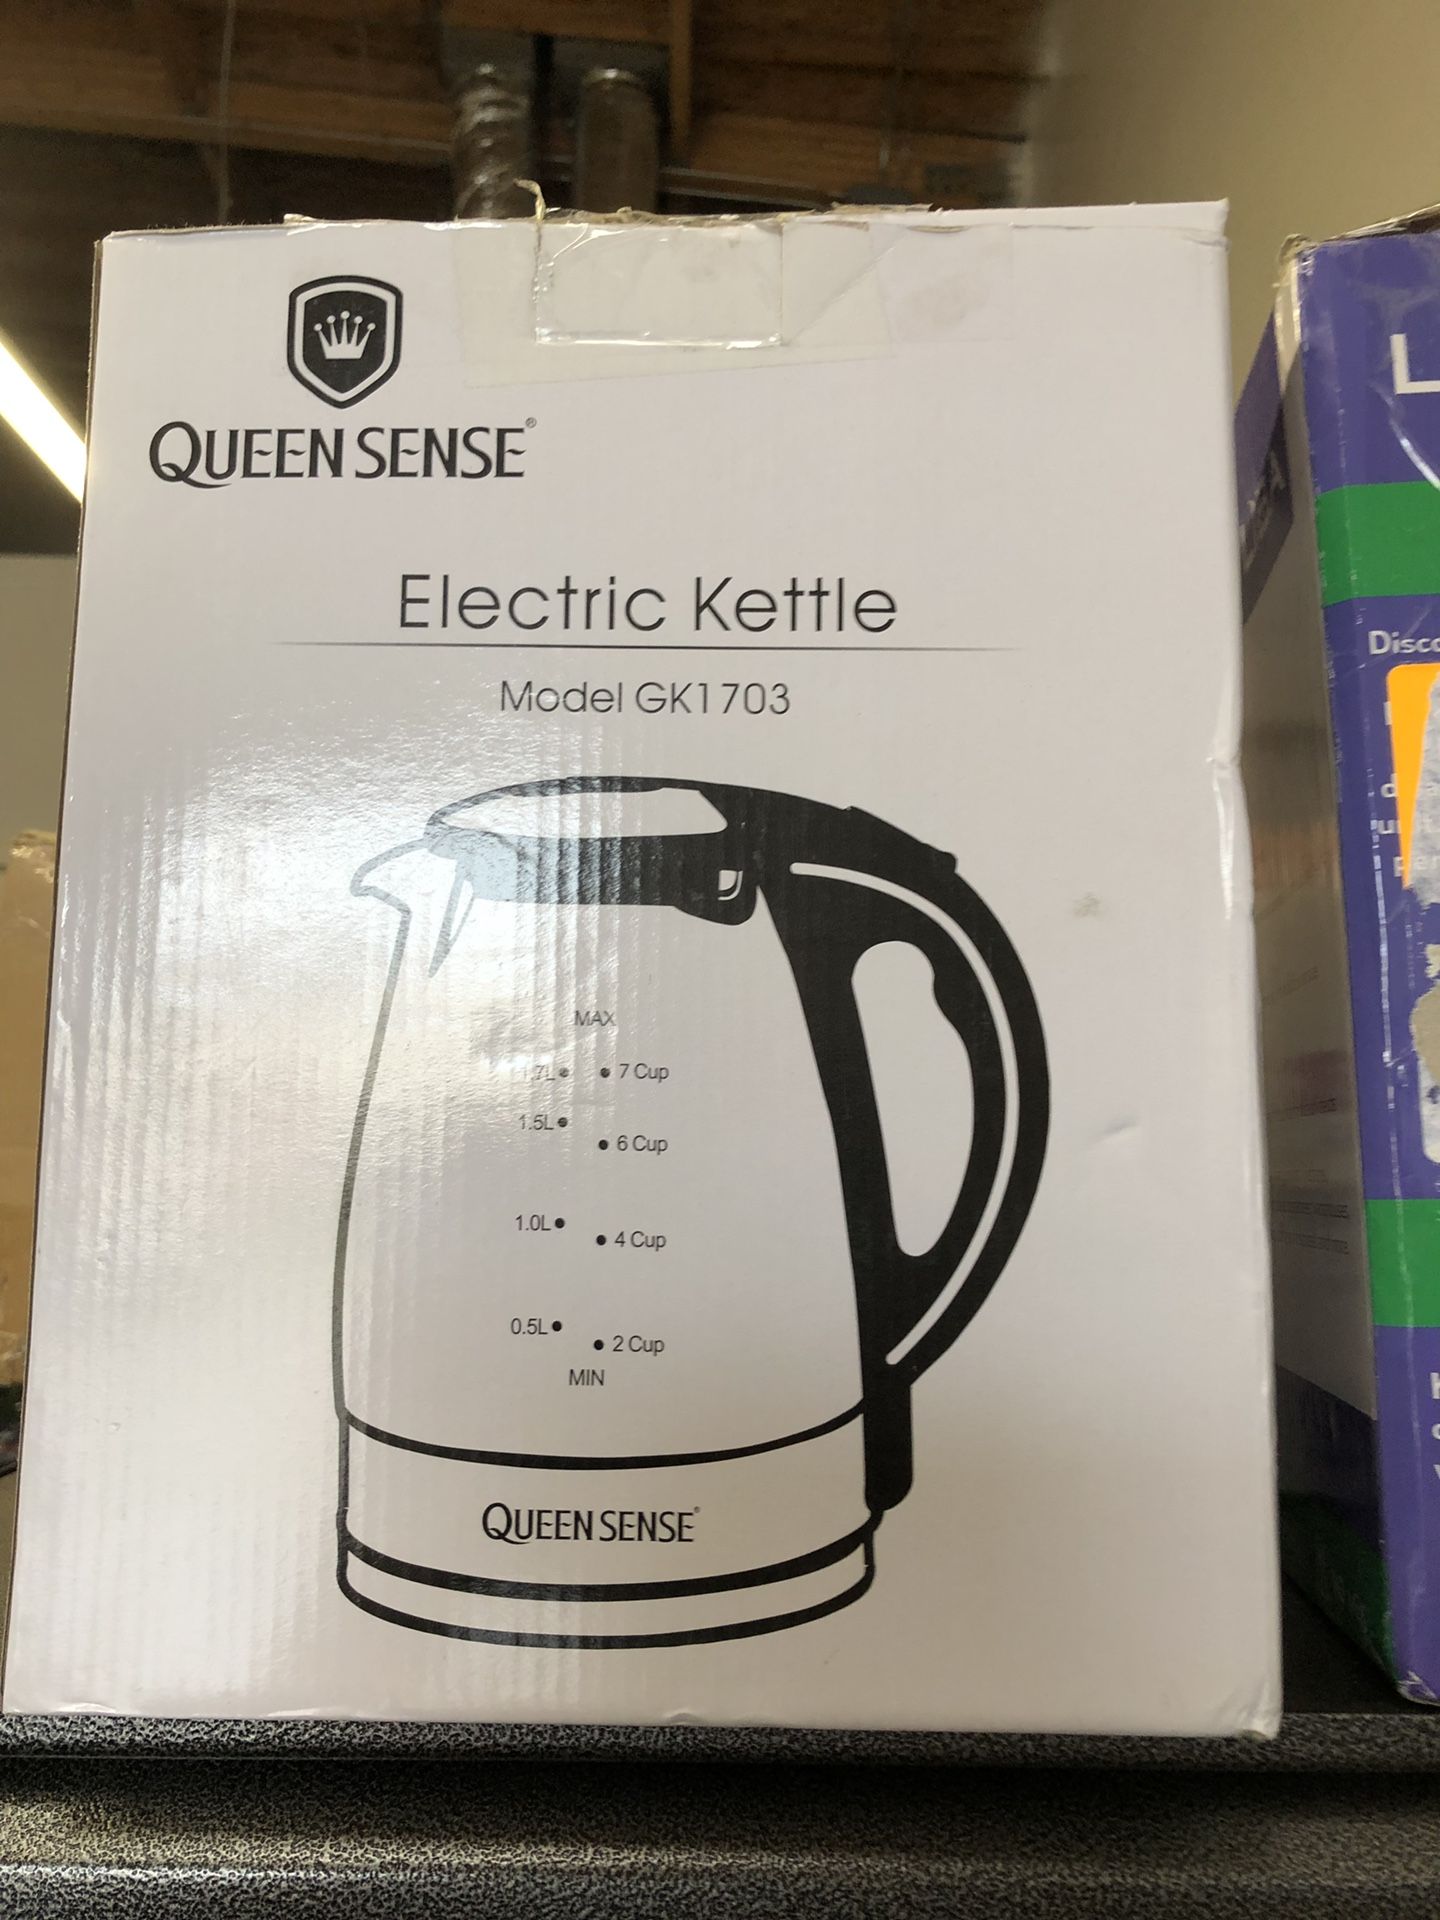 QUEEN SENSE®
Electric Kettle
Model GK1703
MAX
1.7L • • 7 Cup
1.5L •
• 6 Cup
1.0L •
• 4 Cup
0.5L •
• 2 Cup
MIN
QUEEN SENSE®
L
Disco